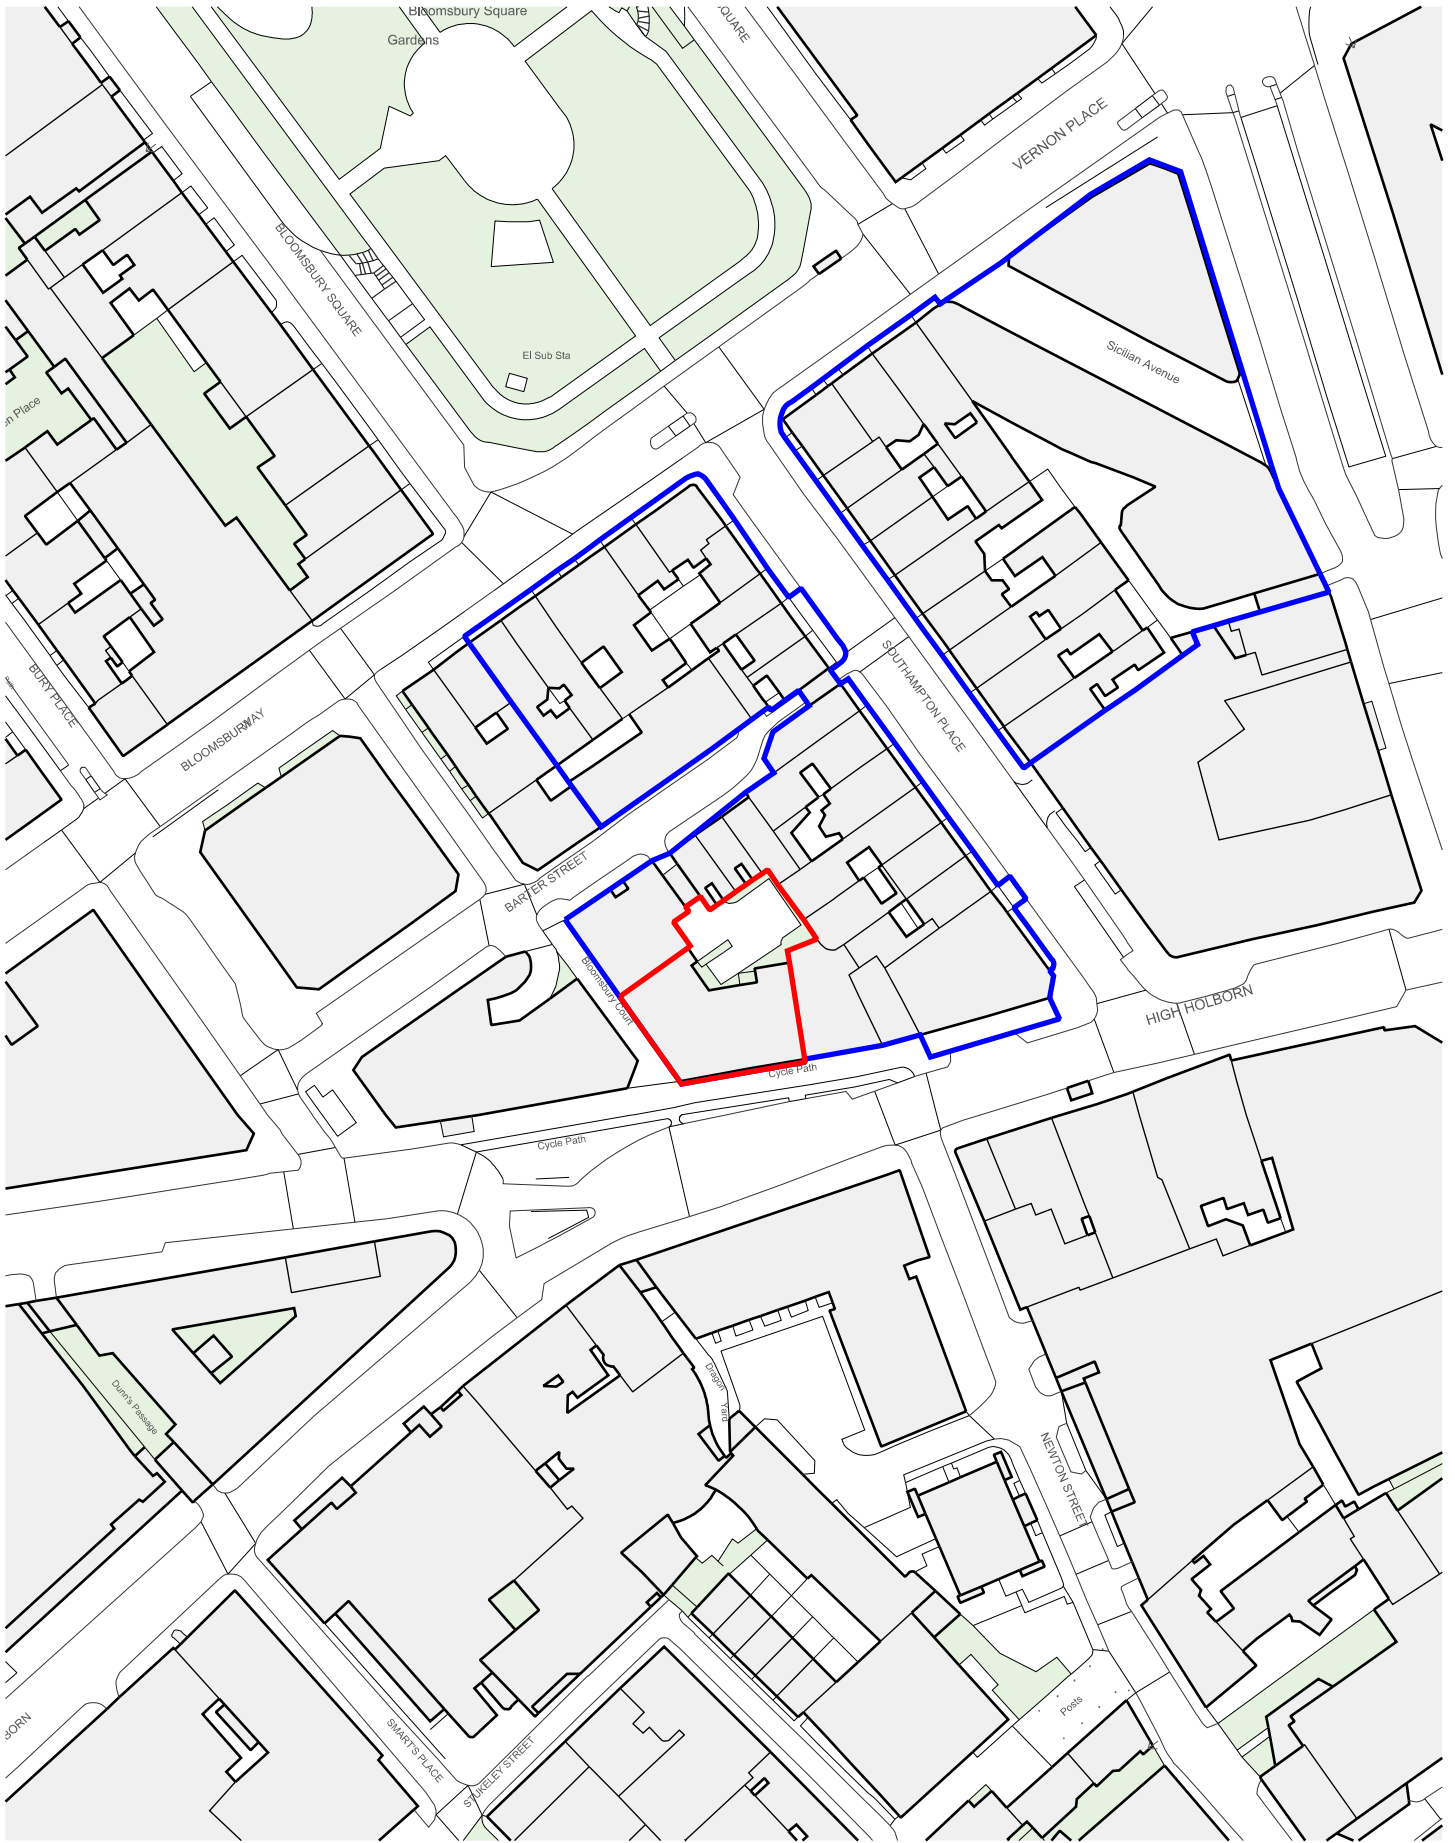 Bloomsbury Square
Gardens
SQUARE
VERNON PLACE
BLOOMSBURY SQUARE
El Sub Sta
Sicilian Avenue
Place
BURY PLACE
BLOOMSBURY WAY
SOUTHAMPTON PLACE
BARTER STREET
Bloomsbury Court
HIGH HOLBORN
Cycle Path
Cycle Path
Dragon Yard
Dunn's Passage
NEWTON STREET
Posts
BORN
SMART'S PLACE
STUKELEY STREET